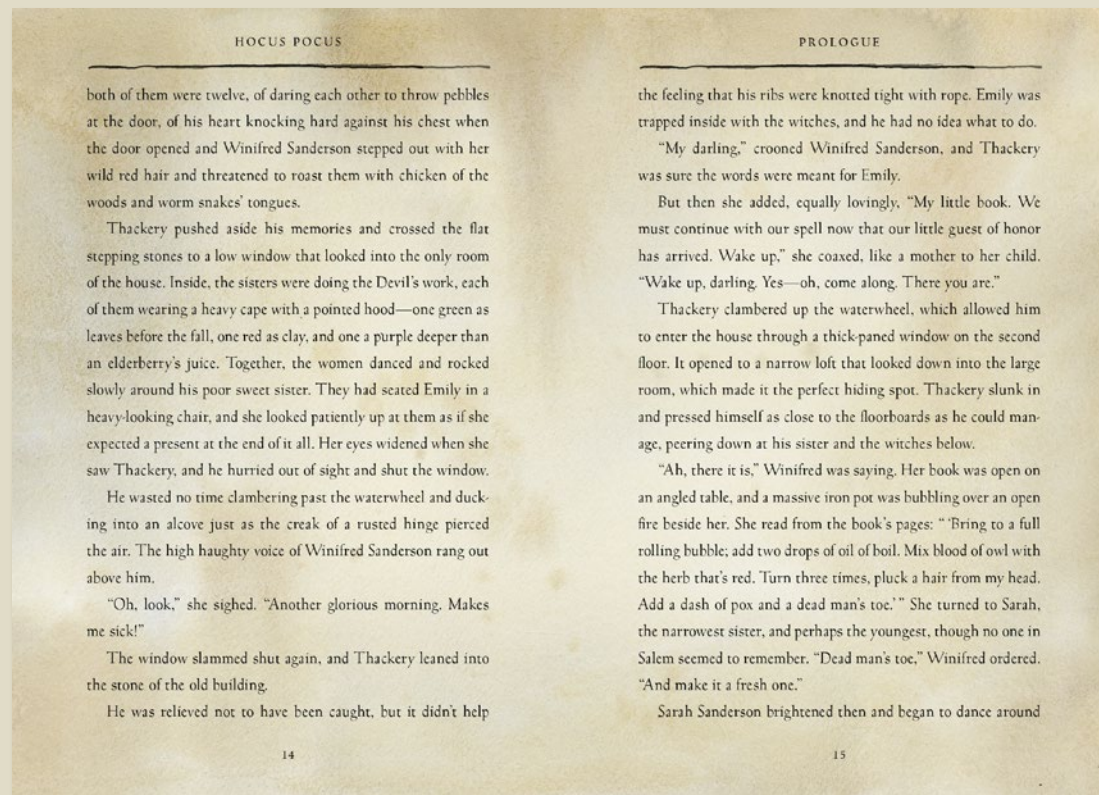 HOCUS POCUS
both of them were twelve, of daring each other to throw pebbles
at the door, of his heart knocking hard against his chest when
the door opened and Winifred Sanderson stepped out with her
wild red hair and threatened to roast them with chicken of the
woods and worm snakes’ tongues.
Thackery pushed aside his memories and crossed the flat
stepping stones to a low window that looked into the only room
of the house. Inside, the sisters were doing the Devil’s work, each
of them wearing a heavy cape with a pointed hood—one green as
leaves before the fall, one red as clay, and one a purple deeper than
an elderberry’s juice. Together, the women danced and rocked
slowly around his poor sweet sister. They had seated Emily in a
heavy-looking chair, and she looked patiently up at them as if she
expected a present at the end of it all. Her eyes widened when she
saw Thackery, and he hurried out of sight and shut the window.
He wasted no time clambering past the waterwheel and duck-
ing into an alcove just as the creak of a rusted hinge pierced
the air. The high haughty voice of Winifred Sanderson rang out
above him.
“Oh, look,” she sighed. “Another glorious morning. Makes
me sick!”
The window slammed shut again, and Thackery leaned into
the stone of the old building.
He was relieved not to have been caught, but it didn’t help
14
PROLOGUE
the feeling that his ribs were knotted tight with rope. Emily was
trapped inside with the witches, and he had no idea what to do.
“My darling,” crooned Winifred Sanderson, and Thackery
was sure the words were meant for Emily.
But then she added, equally lovingly, “My little book. We
must continue with our spell now that our little guest of honor
has arrived. Wake up,” she coaxed, like a mother to her child.
“Wake up, darling. Yes—oh, come along. There you are.”
Thackery clambered up the waterwheel, which allowed him
to enter the house through a thick-paned window on the second
floor. It opened to a narrow loft that looked down into the large
room, which made it the perfect hiding spot. Thackery slunk in
and pressed himself as close to the floorboards as he could man-
age, peering down at his sister and the witches below.
“Ah, there it is,” Winifred was saying. Her book was open on
an angled table, and a massive iron pot was bubbling over an open
fire beside her. She read from the book’s pages: “ ‘Bring to a full
rolling bubble; add two drops of oil of boil. Mix blood of owl with
the herb that’s red. Turn three times, pluck a hair from my head.
Add a dash of pox and a dead man’s toe.’ ” She turned to Sarah,
the narrowest sister, and perhaps the youngest, though no one in
Salem seemed to remember. “Dead man’s toe,” Winifred ordered.
“And make it a fresh one.”
Sarah Sanderson brightened then and began to dance around
15